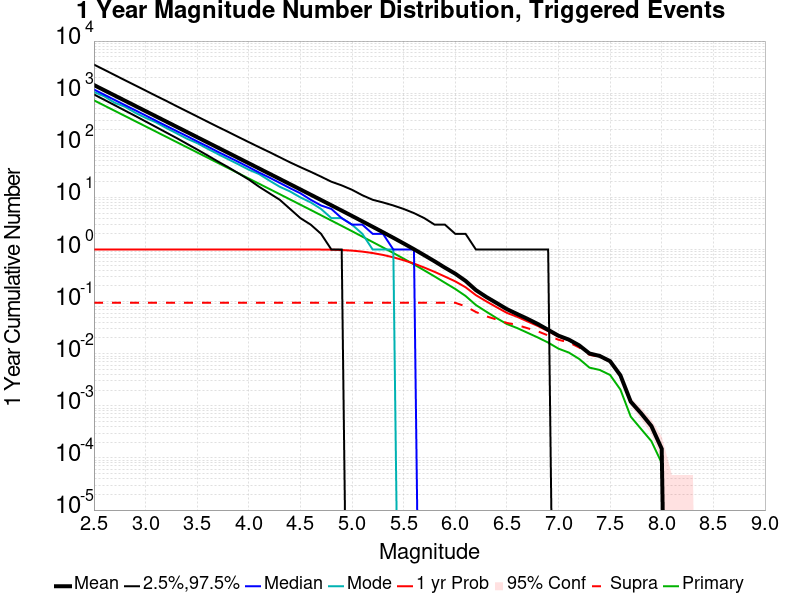 1 Year Magnitude Number Distribution, Triggered Events
10^4
10^3
10^2
10^1
10^0
10^-1
10^-2
10^-3
10^-4
10^-5
1 Year Cumulative Number
2.5 3.0 3.5 4.0 4.5 5.0 5.5 6.0 6.5 7.0 7.5 8.0 8.5 9.0
Magnitude
Mean 2.5%,97.5% Median Mode 1 yr Prob 95% Conf Supra Primary